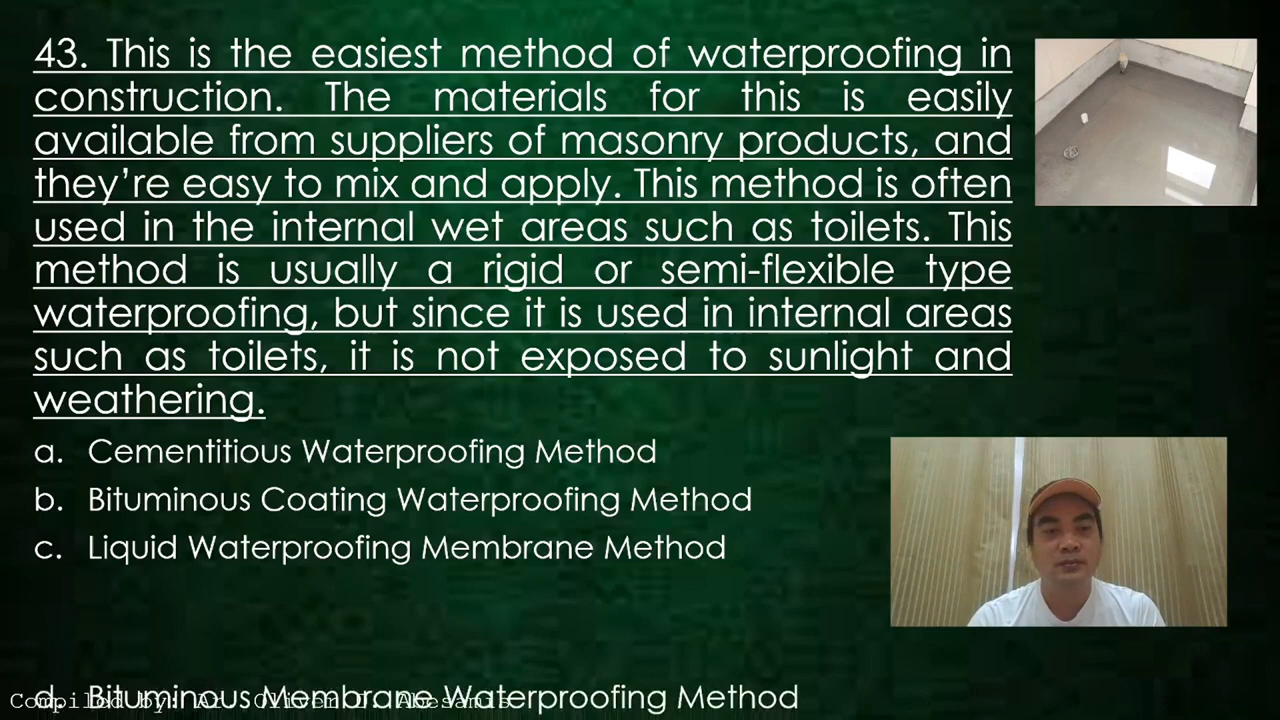 43. This is the easiest method of waterproofing in
construction. The materials for this is easily
available from suppliers of masonry products, and
they're easy to mix and apply. This method is often
used in the internal wet areas such as toilets. This
method is usually a rigid or semi-flexible type
waterproofing, but since it is used in internal areas
such as toilets, it is not exposed to sunlight and
weathering.
a. Cementitious Waterproofing Method
b. Bituminous Coating Waterproofing Method
c. Liquid Waterproofing Membrane Method
d. Bituminous Membrane Waterproofing Method
Compiled by: Ar. Oliver J. Abesamis